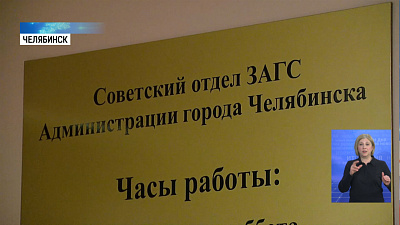 ЧЕЛЯБИНСК
Советский отдел ЗАГС
Администрации города Челябинска
Часы работы: